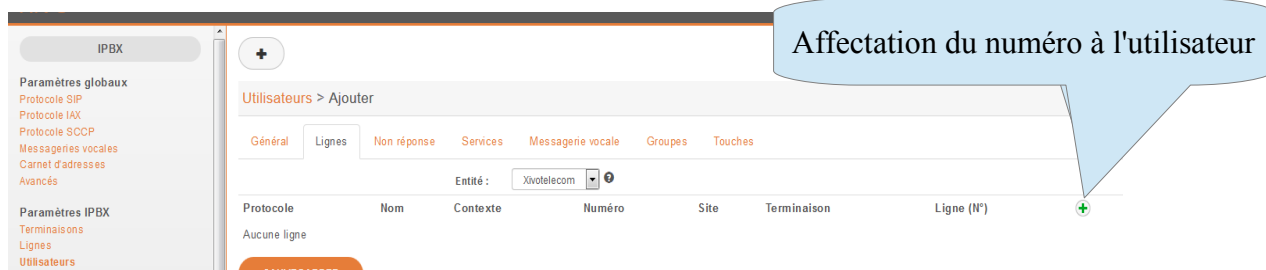 Affectation du numéro à l'utilisateur
IPBX
Paramètres globaux
Protocole SIP
Protocole IAX
Protocole SCCP
Messageries vocales
Carnet d'adresses
Avancés
Paramètres IPBX
Terminaisons
Lignes
Utilisateurs
Utilisateurs > Ajouter
Général Lignes Non réponse Services Messagerie vocale Groupes Touches
Entité : Xivotelecom
Protocole Nom Contexte Numéro Site Terminaison Ligne (N°)
Aucune ligne